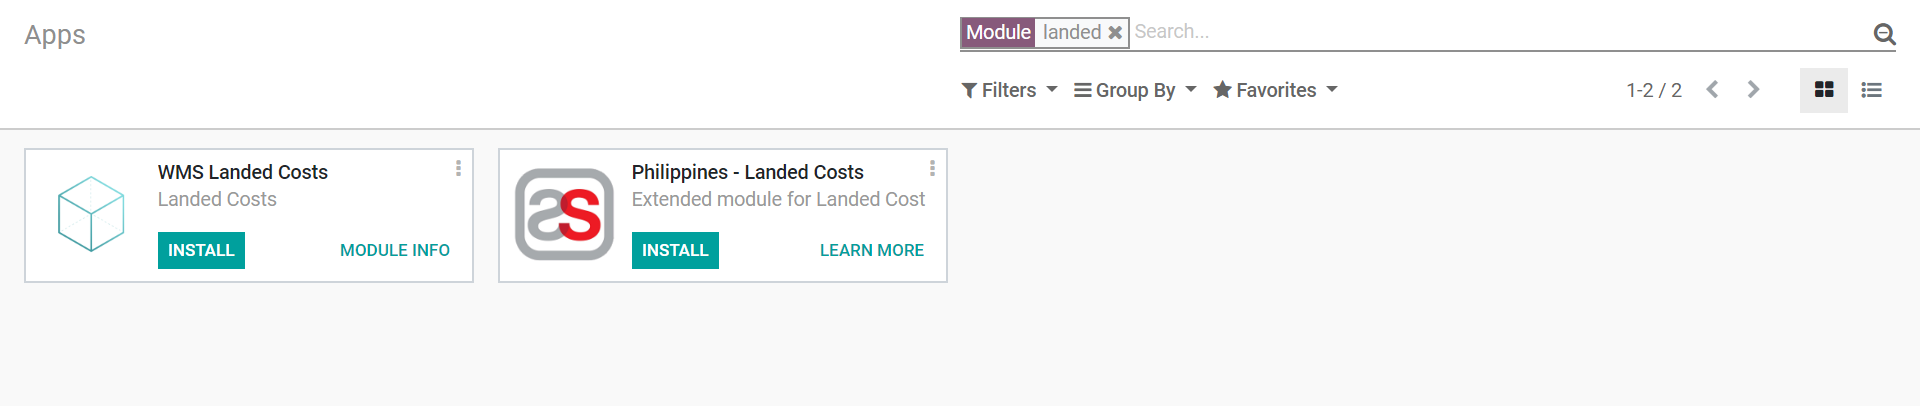 Apps
Module landed Search...
Filters Group By Favorites 1-2 / 2
WMS Landed Costs
Landed Costs
INSTALL MODULE INFO
Philippines - Landed Costs
Extended module for Landed Cost
INSTALL LEARN MORE